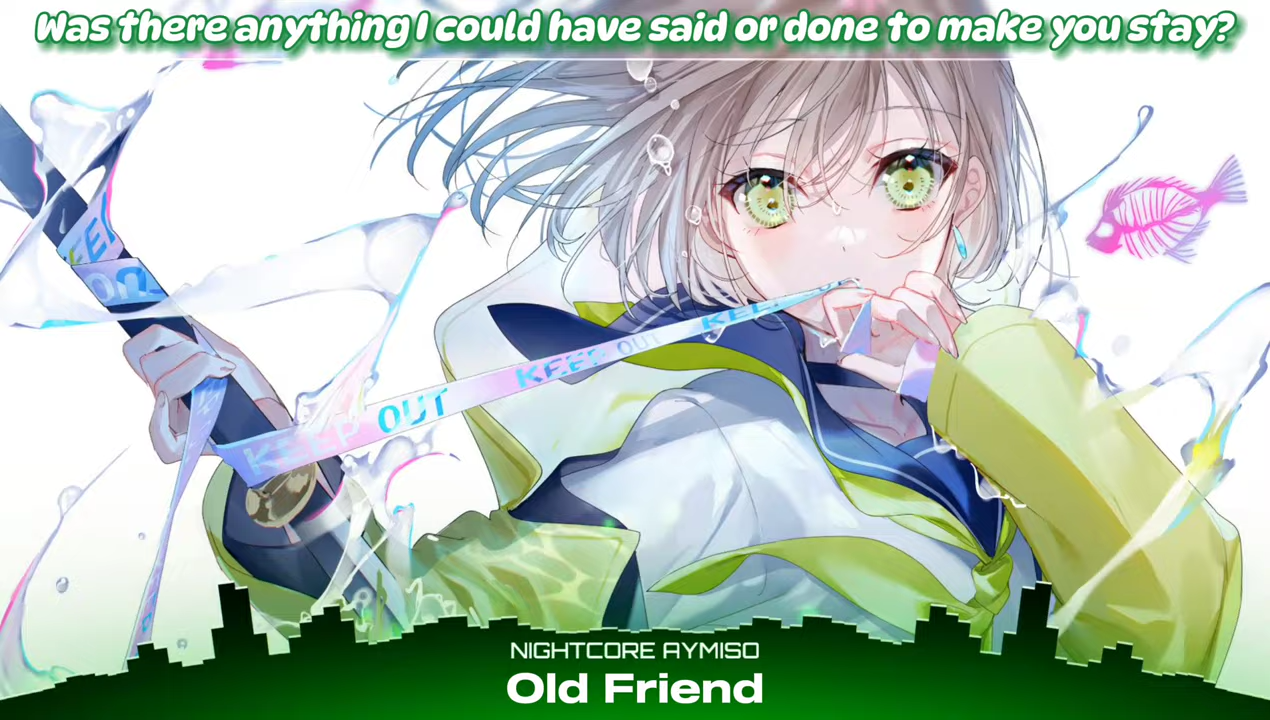 Was there anything I could have said or done to make you stay?
KEEP OUT KEEP OUT KEEP
NIGHTCORE AYMISO
Old Friend